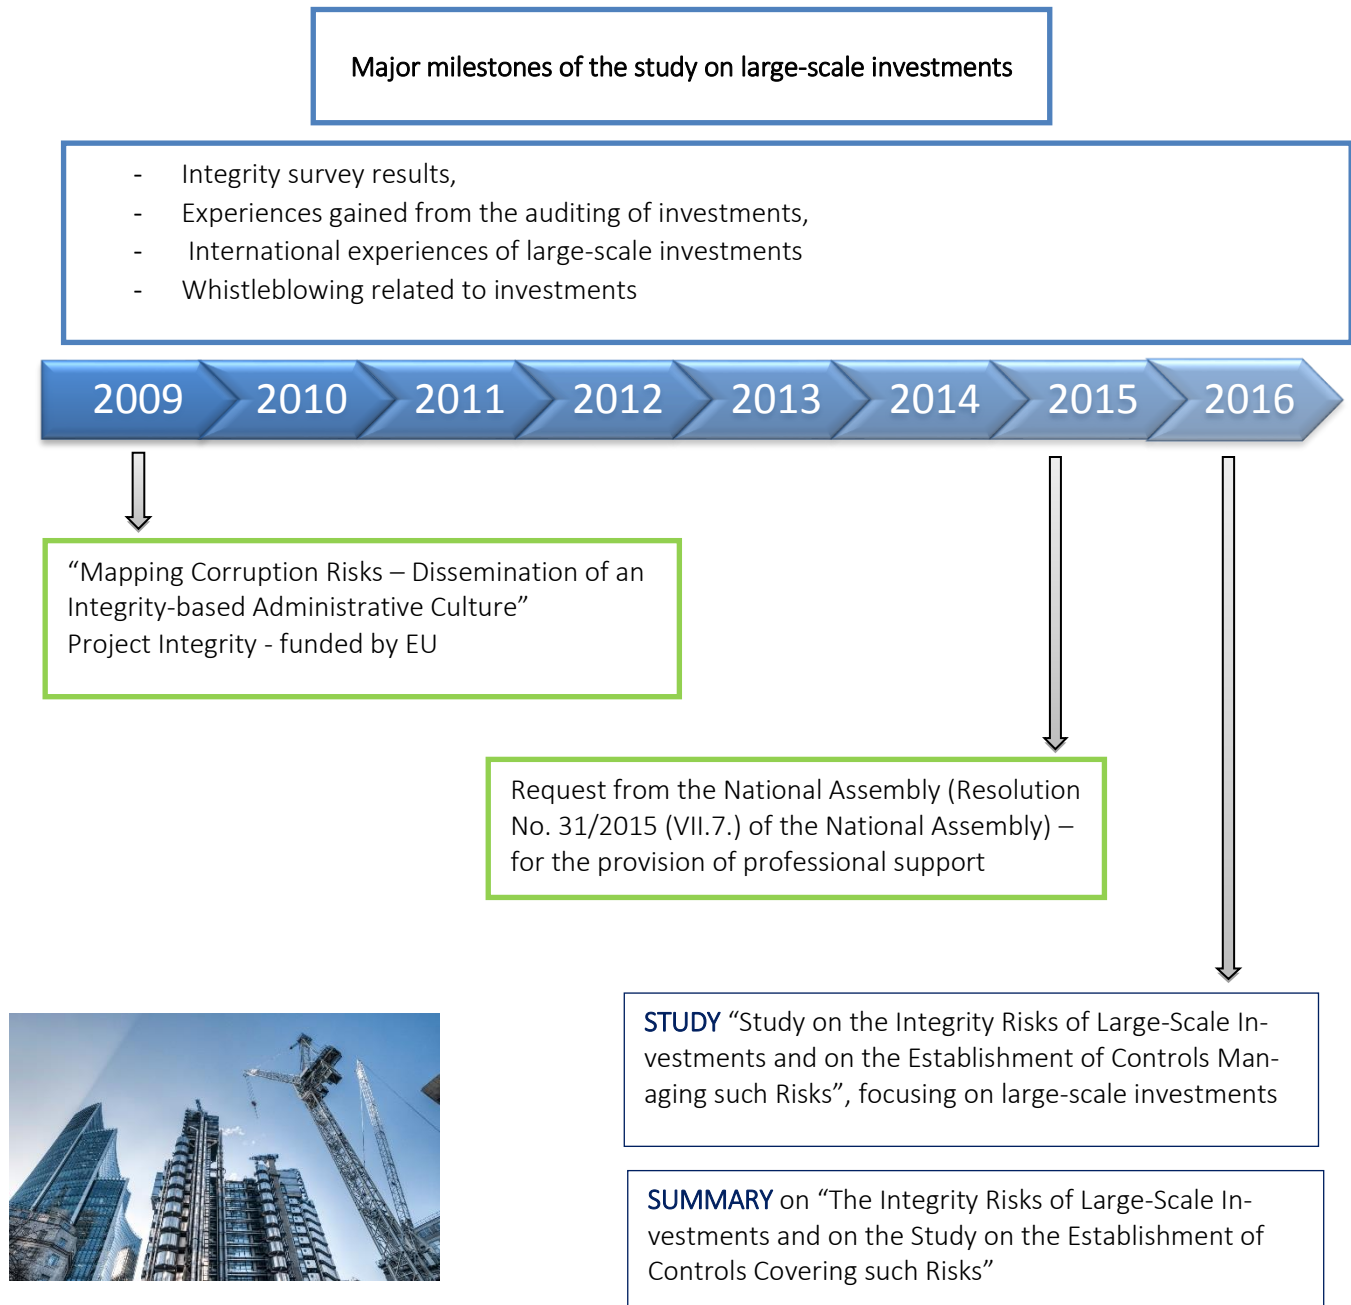 Major milestones of the study on large-scale investments
- Integrity survey results,
- Experiences gained from the auditing of investments,
- International experiences of large-scale investments
- Whistleblowing related to investments
2009 2010 2011 2012 2013 2014 2015 2016
“Mapping Corruption Risks – Dissemination of an
Integrity-based Administrative Culture”
Project Integrity - funded by EU
Request from the National Assembly (Resolution
No. 31/2015 (VII.7.) of the National Assembly) –
for the provision of professional support
STUDY “Study on the Integrity Risks of Large-Scale In-
vestments and on the Establishment of Controls Man-
aging such Risks”, focusing on large-scale investments
SUMMARY on “The Integrity Risks of Large-Scale In-
vestments and on the Study on the Establishment of
Controls Covering such Risks”